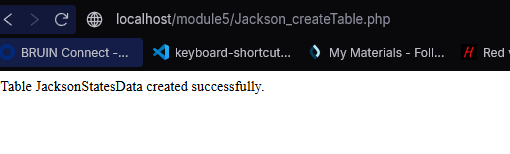 localhost/module5/Jackson_createTable.php
BRUIN Connect -... keyboard-shortcut... My Materials - Foll... Red
Table JacksonStatesData created successfully.